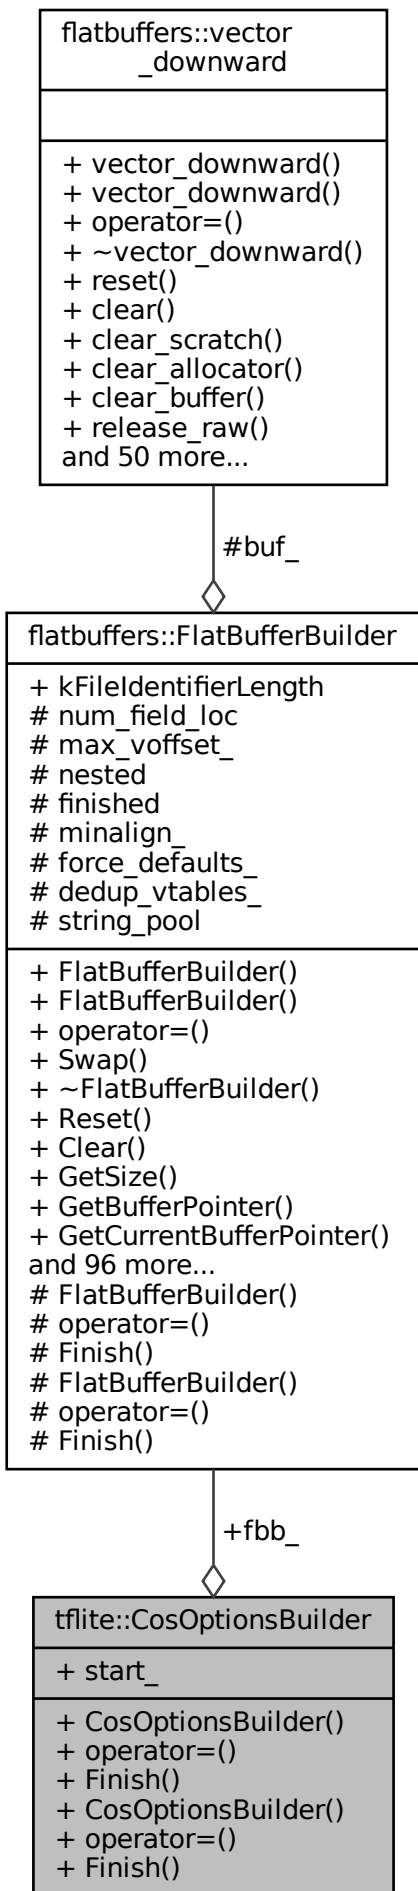 flatbuffers::vector
_downward
+ vector_downward()
+ vector_downward()
+ operator=()
+ ~vector_downward()
+ reset()
+ clear()
+ clear_scratch()
+ clear_allocator()
+ clear_buffer()
+ release_raw()
and 50 more...
#buf_
flatbuffers::FlatBufferBuilder
+ kFileIdentifierLength
# num_field_loc
# max_voffset_
# nested
# finished
# minalign_
# force_defaults_
# dedup_vtables_
# string_pool
+ FlatBufferBuilder()
+ FlatBufferBuilder()
+ operator=()
+ Swap()
+ ~FlatBufferBuilder()
+ Reset()
+ Clear()
+ GetSize()
+ GetBufferPointer()
+ GetCurrentBufferPointer()
and 96 more...
# FlatBufferBuilder()
# operator=()
# Finish()
# FlatBufferBuilder()
# operator=()
# Finish()
+fbb_
tflite::CosOptionsBuilder
+ start_
+ CosOptionsBuilder()
+ operator=()
+ Finish()
+ CosOptionsBuilder()
+ operator=()
+ Finish()